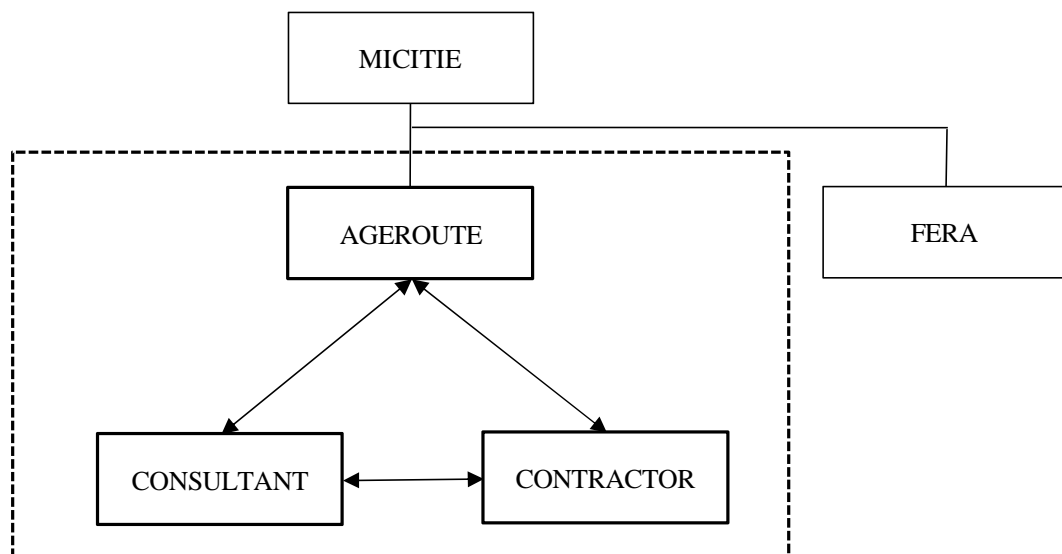 MICITIE
AGEROUTE
FERA
CONSULTANT
CONTRACTOR